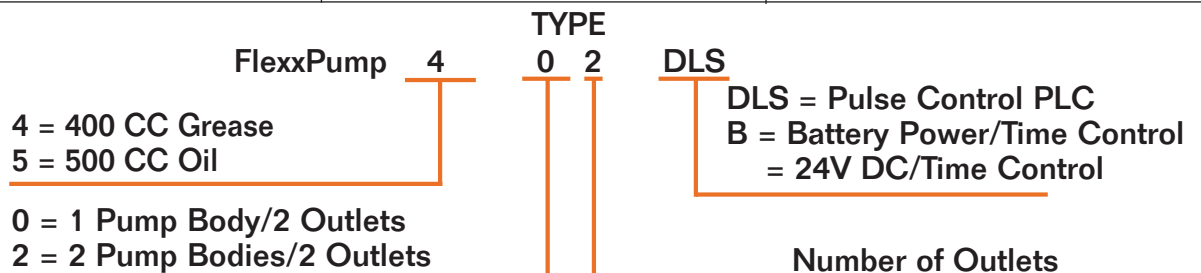 TYPE
FlexxPump 4 0 2 DLS
4 = 400 CC Grease
5 = 500 CC Oil
DLS = Pulse Control PLC
B = Battery Power/Time Control
= 24V DC/Time Control
0 = 1 Pump Body/2 Outlets
2 = 2 Pump Bodies/2 Outlets
Number of Outlets